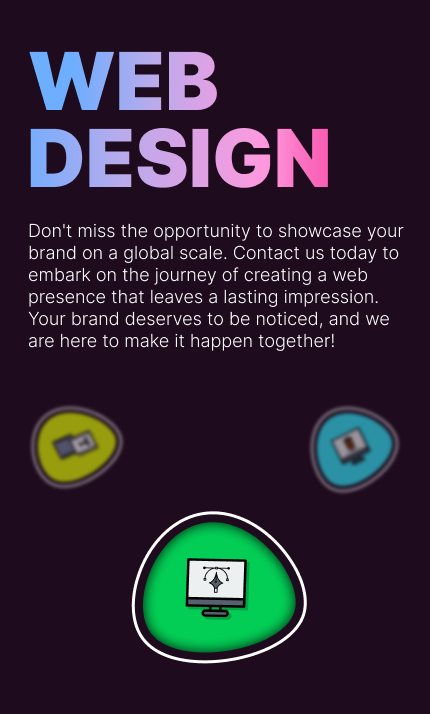 WEB
DESIGN
Don't miss the opportunity to showcase your
brand on a global scale. Contact us today to
embark on the journey of creating a web
presence that leaves a lasting impression.
Your brand deserves to be noticed, and we
are here to make it happen together!